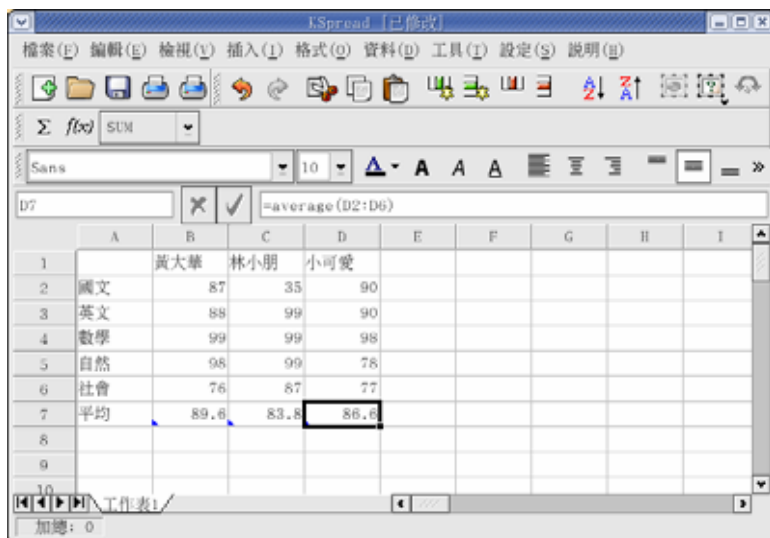 KSpread [已修改]
檔案(F) 編輯(E) 檢視(V) 插入(I) 格式(O) 資料(D) 工具(T) 設定(S) 說明(H)
Σ f(x) SUM
Sans 10 A A A A
D7 =average(D2:D6)
A B C D E F G H I
1 黃大華 林小朋 小可愛
2 國文 87 35 90
3 英文 88 99 90
4 數學 99 99 98
5 自然 98 99 78
6 社會 76 87 77
7 平均 89.6 83.8 86.6
8
9
10
工作表1
加總: 0